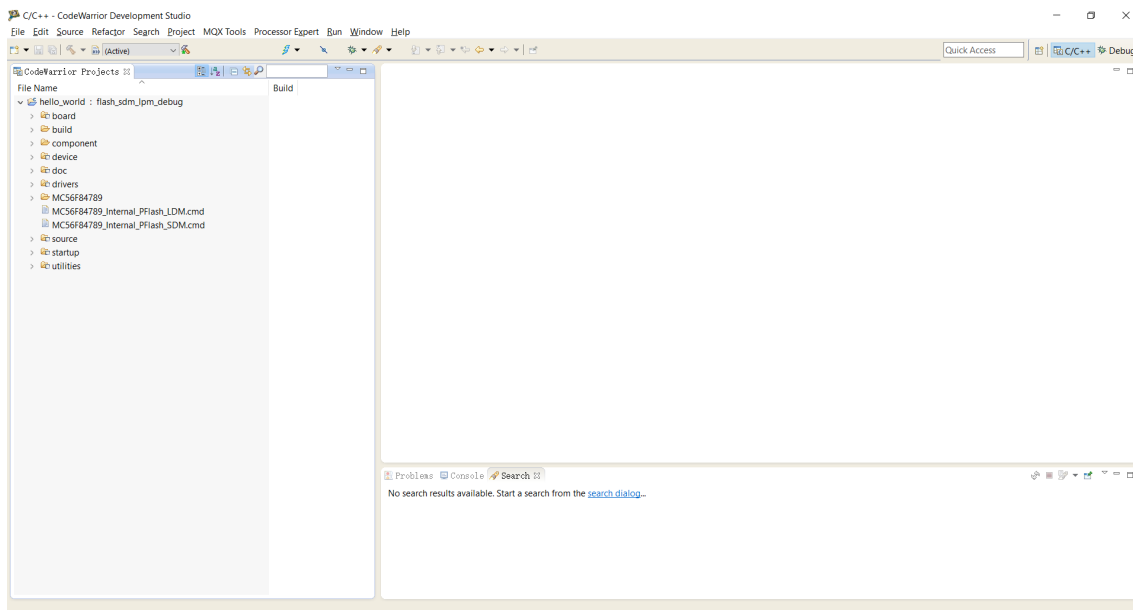 C/C++ - CodeWarrior Development Studio
File Edit Source Refactor Search Project MQX Tools Processor Expert Run Window Help
(Active)
Quick Access
C/C++
Debug
CodeWarrior Projects
File Name
Build
hello_world : flash_sdm_lpm_debug
board
build
component
device
doc
drivers
MC56F84789
MC56F84789_Internal_PFlash_LDM.cmd
MC56F84789_Internal_PFlash_SDM.cmd
source
startup
utilities
Problems Console Search
No search results available. Start a search from the search dialog...